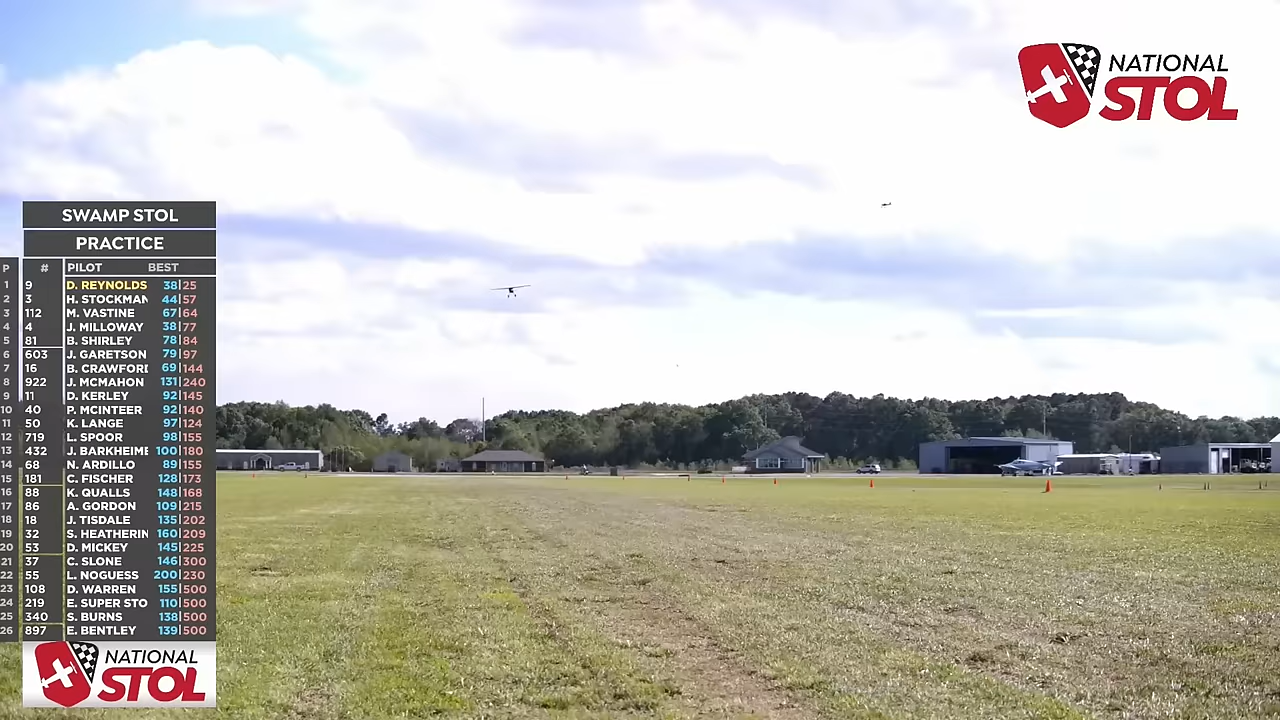 NATIONAL
STOL
SWAMP STOL
PRACTICE
P # PILOT BEST
1 9 D. REYNOLDS 38|25
2 3 H. STOCKMAN 44|57
3 112 M. VASTINE 67|64
4 4 J. MILLOWAY 38|77
5 81 B. SHIRLEY 78|84
6 603 J. GARETSON 79|97
7 16 B. CRAWFORD 69|144
8 922 J. MCMAHON 131|240
9 11 D. KERLEY 92|145
10 40 P. MCINTEER 92|140
11 50 K. LANGE 97|124
12 719 L. SPOOR 98|155
13 432 J. BARKHEIME 100|180
14 68 N. ARDILLO 89|155
15 181 C. FISCHER 128|173
16 88 K. QUALLS 148|168
17 86 A. GORDON 109|215
18 18 J. TISDALE 135|202
19 32 S. HEATHERIN 160|209
20 53 D. MICKEY 145|225
21 37 C. SLONE 146|300
22 55 L. NOGUESS 200|230
23 108 D. WARREN 155|500
24 219 E. SUPER STO 110|500
25 340 S. BURNS 138|500
26 897 E. BENTLEY 139|500
NATIONAL
STOL